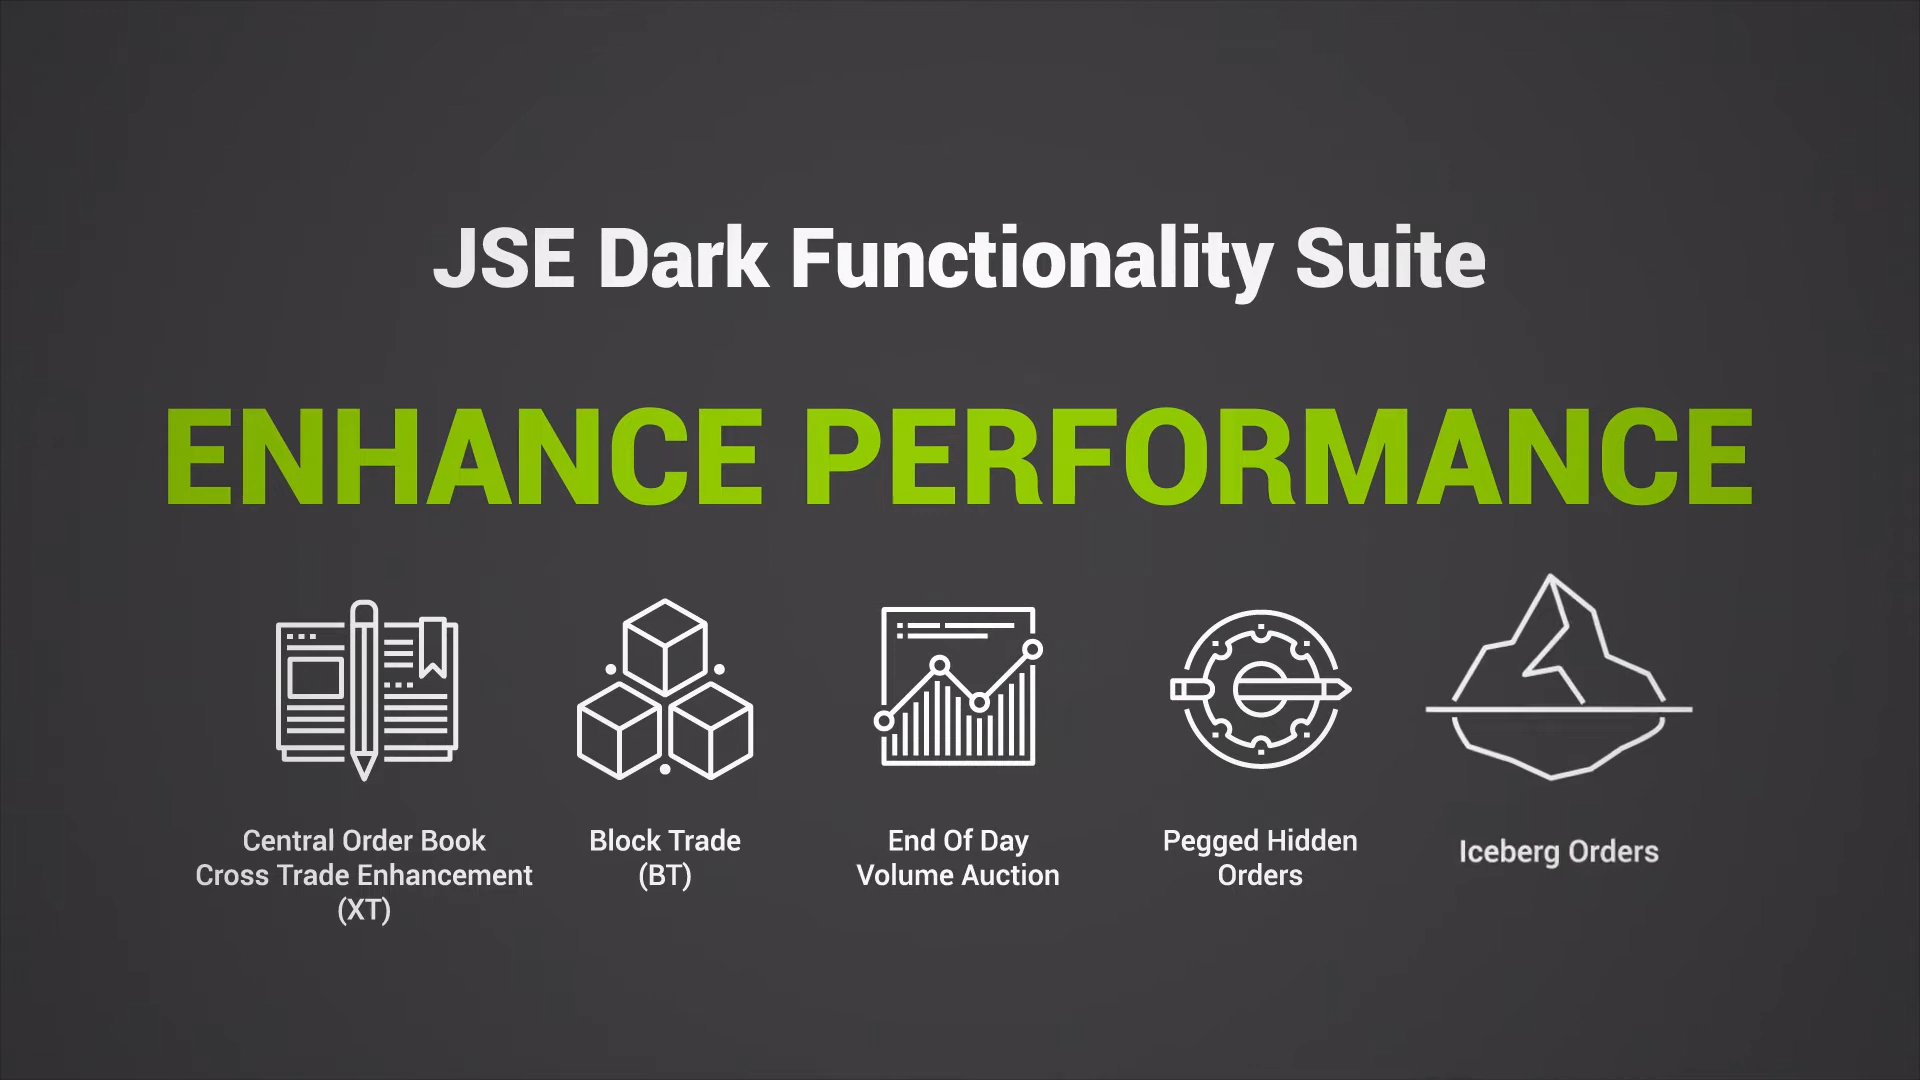 JSE Dark Functionality Suite
ENHANCE PERFORMANCE
Central Order Book
Cross Trade Enhancement
(XT)
Block Trade
(BT)
End Of Day
Volume Auction
Pegged Hidden
Orders
Iceberg Orders